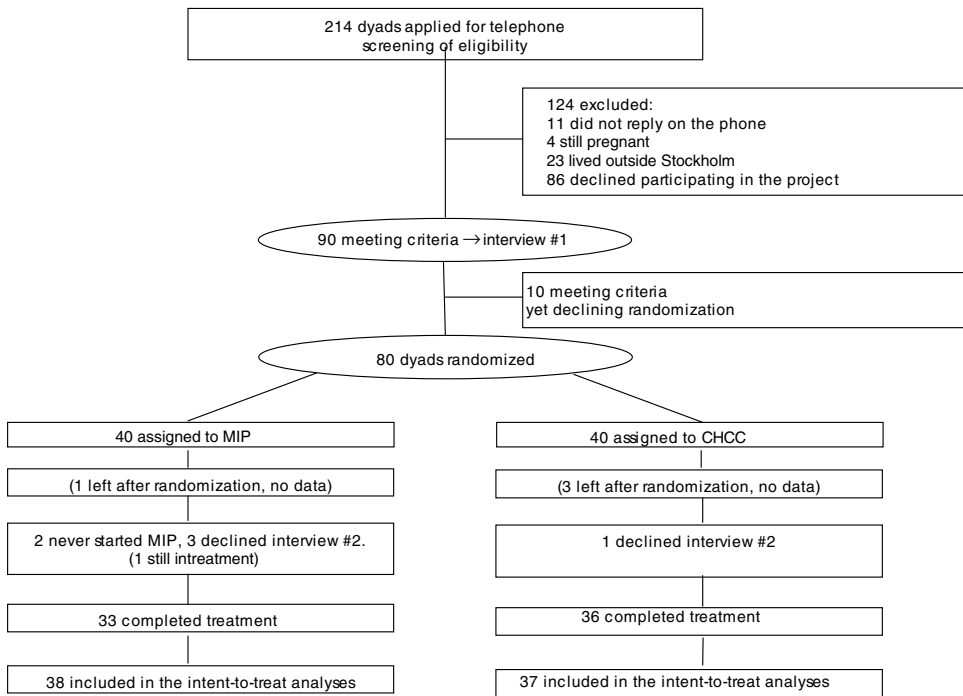 214 dyads applied for telephone
screening of eligibility
124 excluded:
11 did not reply on the phone
4 still pregnant
23 lived outside Stockholm
86 declined participating in the project
90 meeting criteria → interview #1
10 meeting criteria
yet declining randomization
80 dyads randomized
40 assigned to MIP
40 assigned to CHCC
(1 left after randomization, no data)
(3 left after randomization, no data)
2 never started MIP, 3 declined interview #2.
(1 still intreatment)
1 declined interview #2
33 completed treatment
36 completed treatment
38 included in the intent-to-treat analyses
37 included in the intent-to-treat analyses